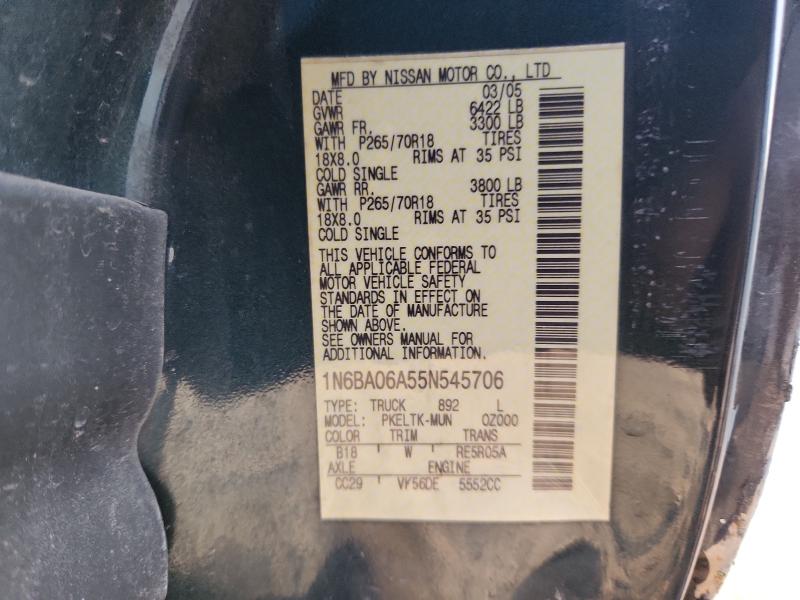 MFD BY NISSAN MOTOR CO., LTD
DATE 03/05
GVWR 6422 LB
GAWR FR. 3300 LB
WITH P265/70R18 TIRES
18X8.0 RIMS AT 35 PSI
COLD SINGLE
GAWR RR. 3800 LB
WITH P265/70R18 TIRES
18X8.0 RIMS AT 35 PSI
COLD SINGLE
THIS VEHICLE CONFORMS TO
ALL APPLICABLE FEDERAL
MOTOR VEHICLE SAFETY
STANDARDS IN EFFECT ON
THE DATE OF MANUFACTURE
SHOWN ABOVE.
SEE OWNERS MANUAL FOR
ADDITIONAL INFORMATION.
1N6BA06A55N545706
TYPE: TRUCK 892 L
MODEL: PKELTK-MUN 0Z000
COLOR TRIM TRANS
B18 W RE5R05A
AXLE ENGINE
CC29 VK56DE 5552CC